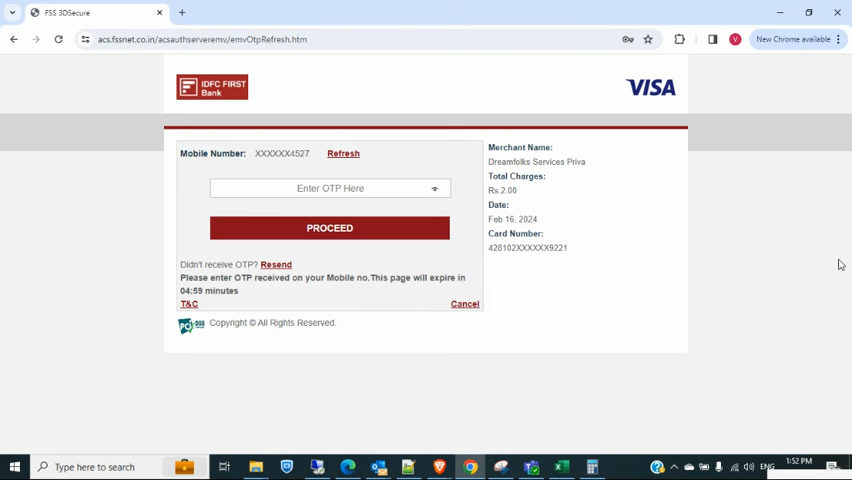 FSS 3DSecure
acs.fssnet.co.in/acsauthserveremv/emvOtpRefresh.htm
V
New Chrome available
IDFC FIRST
Bank
VISA
Mobile Number: XXXXXX4527 Refresh
Enter OTP Here
PROCEED
Didn't receive OTP? Resend
Please enter OTP received on your Mobile no.This page will expire in
04:59 minutes
T&C Cancel
PCI DSS Copyright © All Rights Reserved.
Merchant Name:
Dreamfolks Services Priva
Total Charges:
Rs.2.00
Date:
Feb 16, 2024
Card Number:
428102XXXXXX9221
Type here to search
ENG
1:52 PM